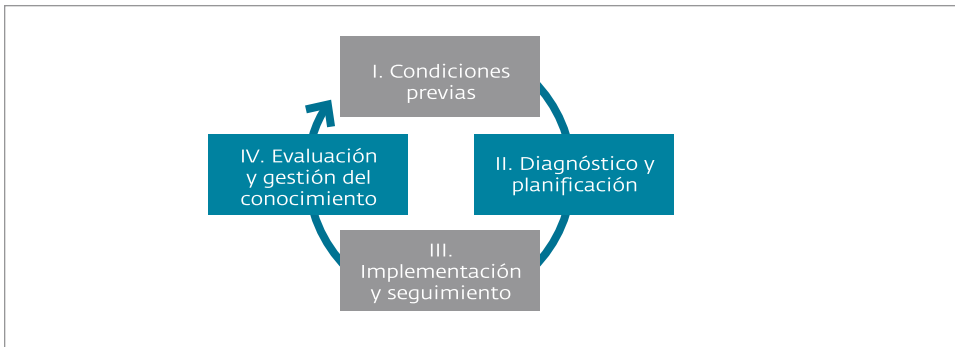 I. Condiciones
previas
II. Diagnóstico y
planificación
III.
Implementación
y seguimiento
IV. Evaluación
y gestión del
conocimiento